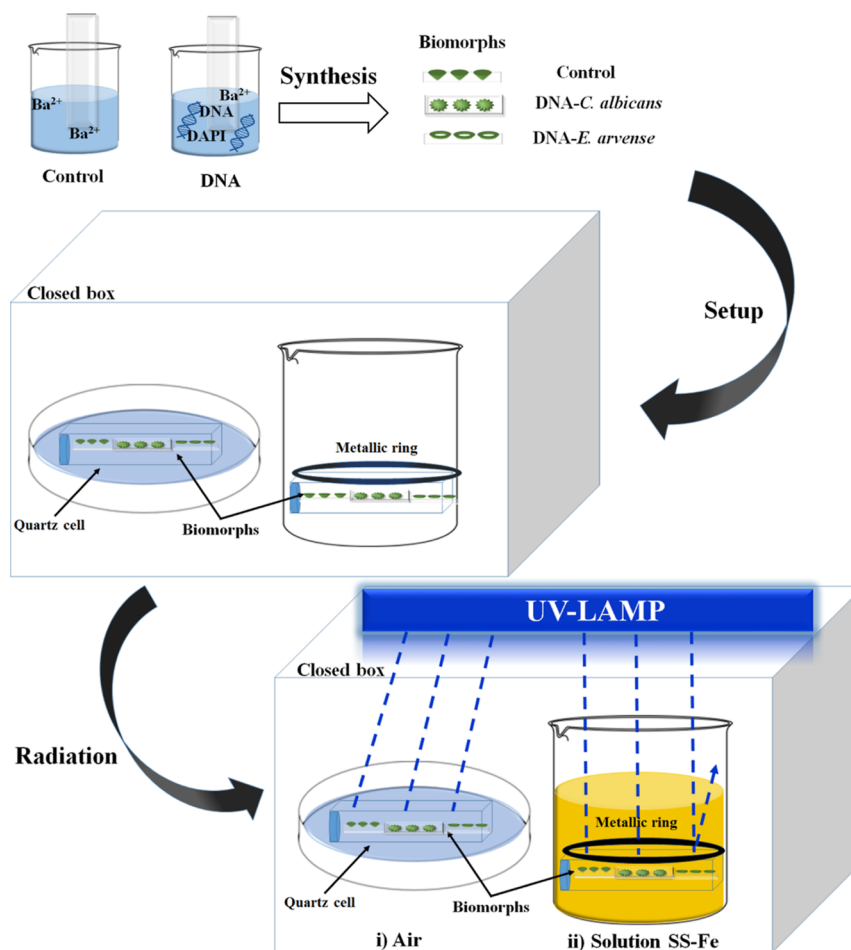 Biomorphs
Synthesis
Control
DNA-C. albicans
DNA-E. arvense
Ba2+
Ba2+
Ba2+
DNA
DAPI
Control
DNA
Closed box
Setup
Metallic ring
Quartz cell
Biomorphs
UV-LAMP
Closed box
Radiation
Metallic ring
Quartz cell
Biomorphs
i) Air
ii) Solution SS-Fe